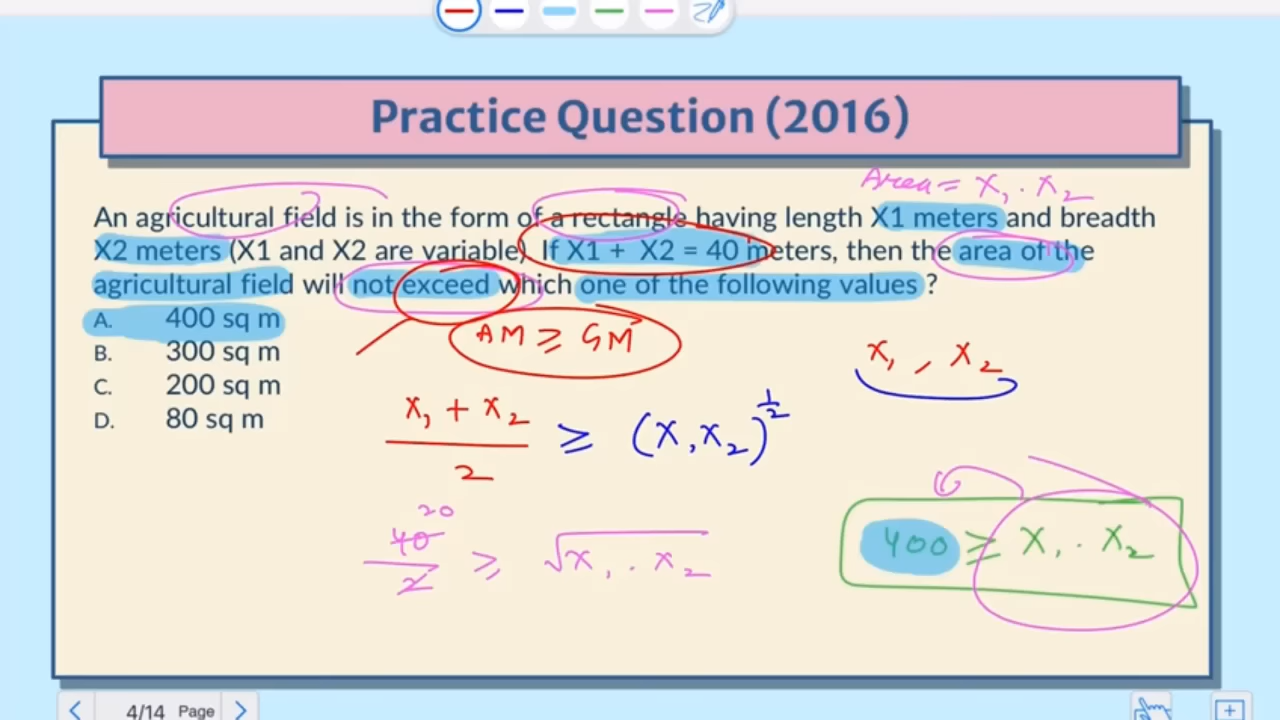 Practice Question (2016)
Area = X₁ . X₂
An agricultural field is in the form of a rectangle having length X1 meters and breadth
X2 meters (X1 and X2 are variable). If X1 + X2 = 40 meters, then the area of the
agricultural field will not exceed which one of the following values ?
A. 400 sq m
B. 300 sq m
C. 200 sq m
D. 80 sq m
AM ≥ GM
x₁ , x₂
x₁ + x₂ / 2 ≥ (x₁x₂)^1/2
20
40 / 2 ≥ √x₁ . x₂
400 ≥ x₁ . x₂
4/14 Page